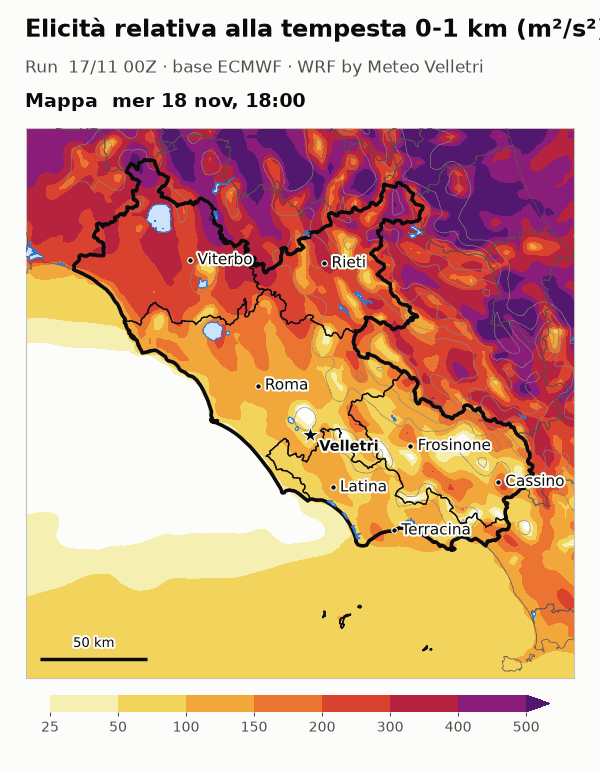 Elicità relativa alla tempesta 0-1 km (m²/s²)
Run 17/11 00Z · base ECMWF · WRF by Meteo Velletri
Mappa mer 18 nov, 18:00
Viterbo
Rieti
Roma
Velletri
Frosinone
Latina
Cassino
Terracina
50 km
25 50 100 150 200 300 400 500